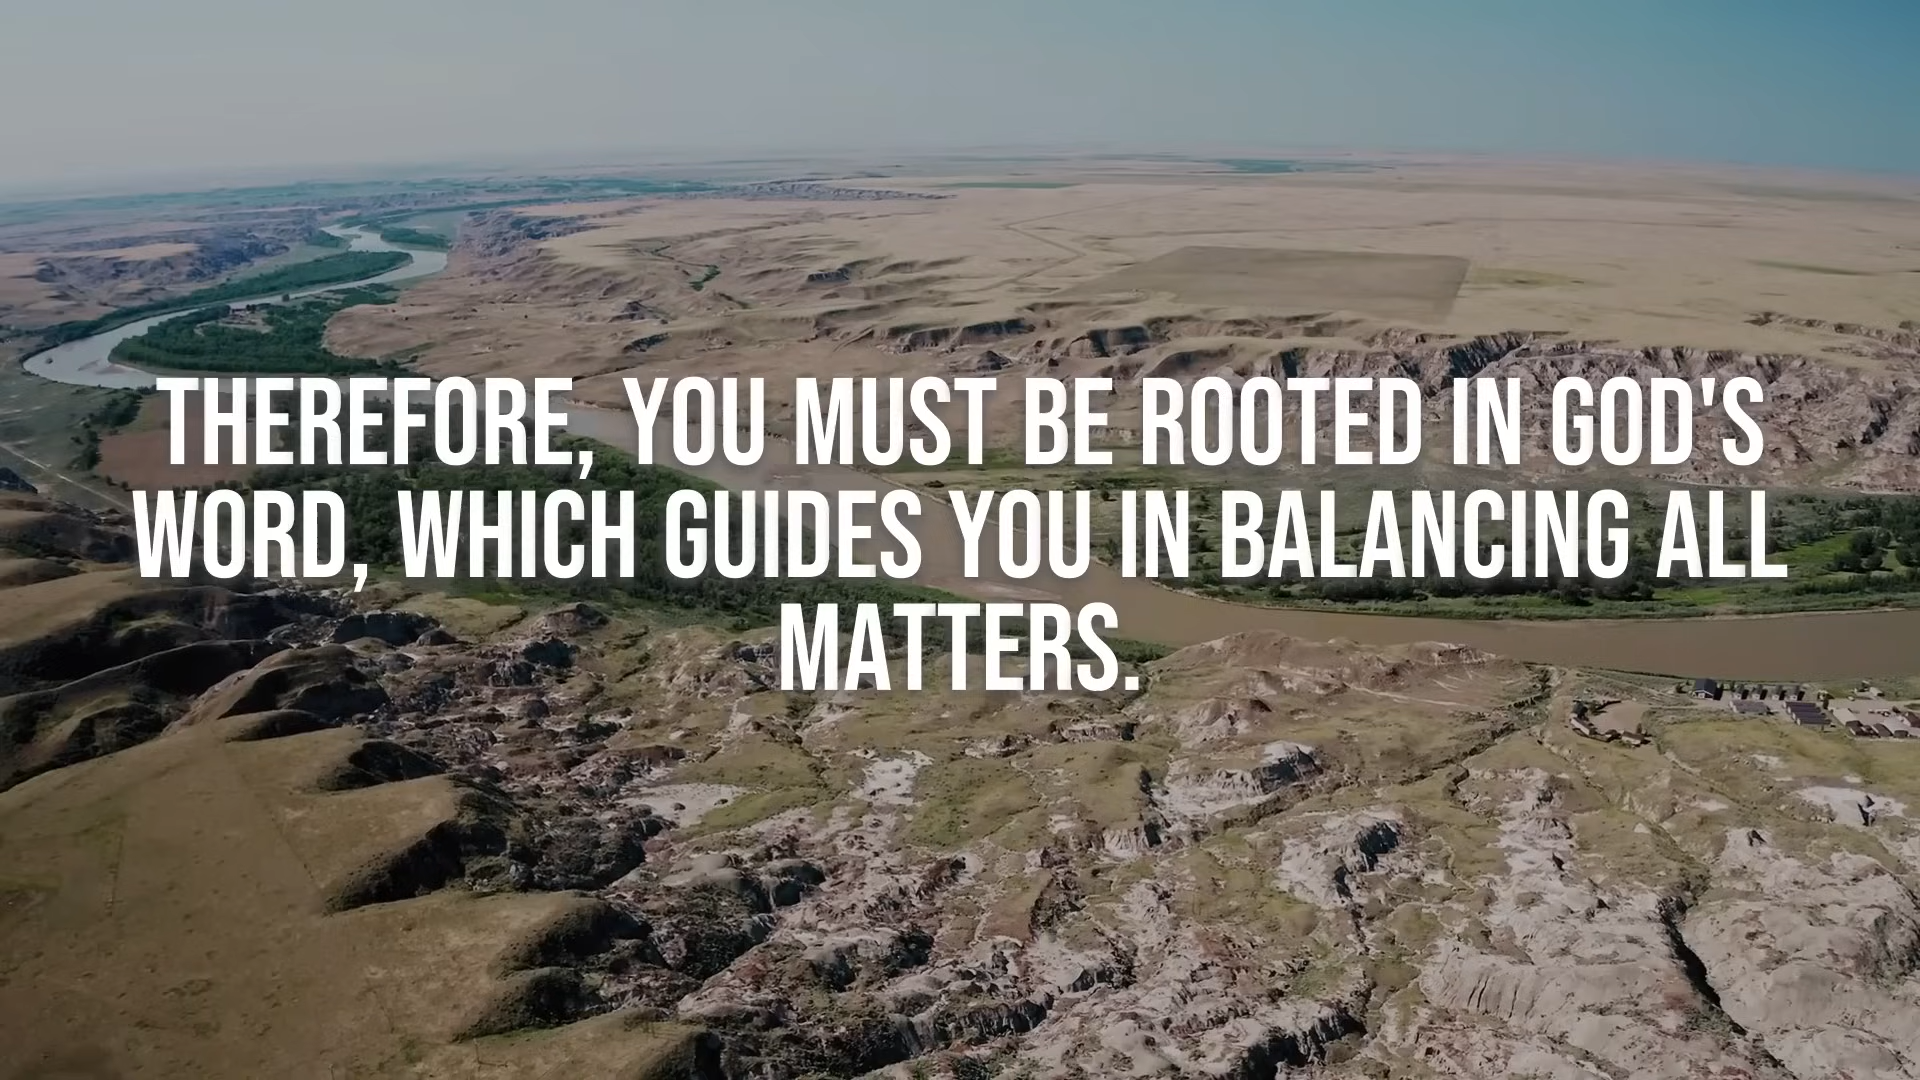 THEREFORE, YOU MUST BE ROOTED IN GOD'S
WORD, WHICH GUIDES YOU IN BALANCING ALL
MATTERS.